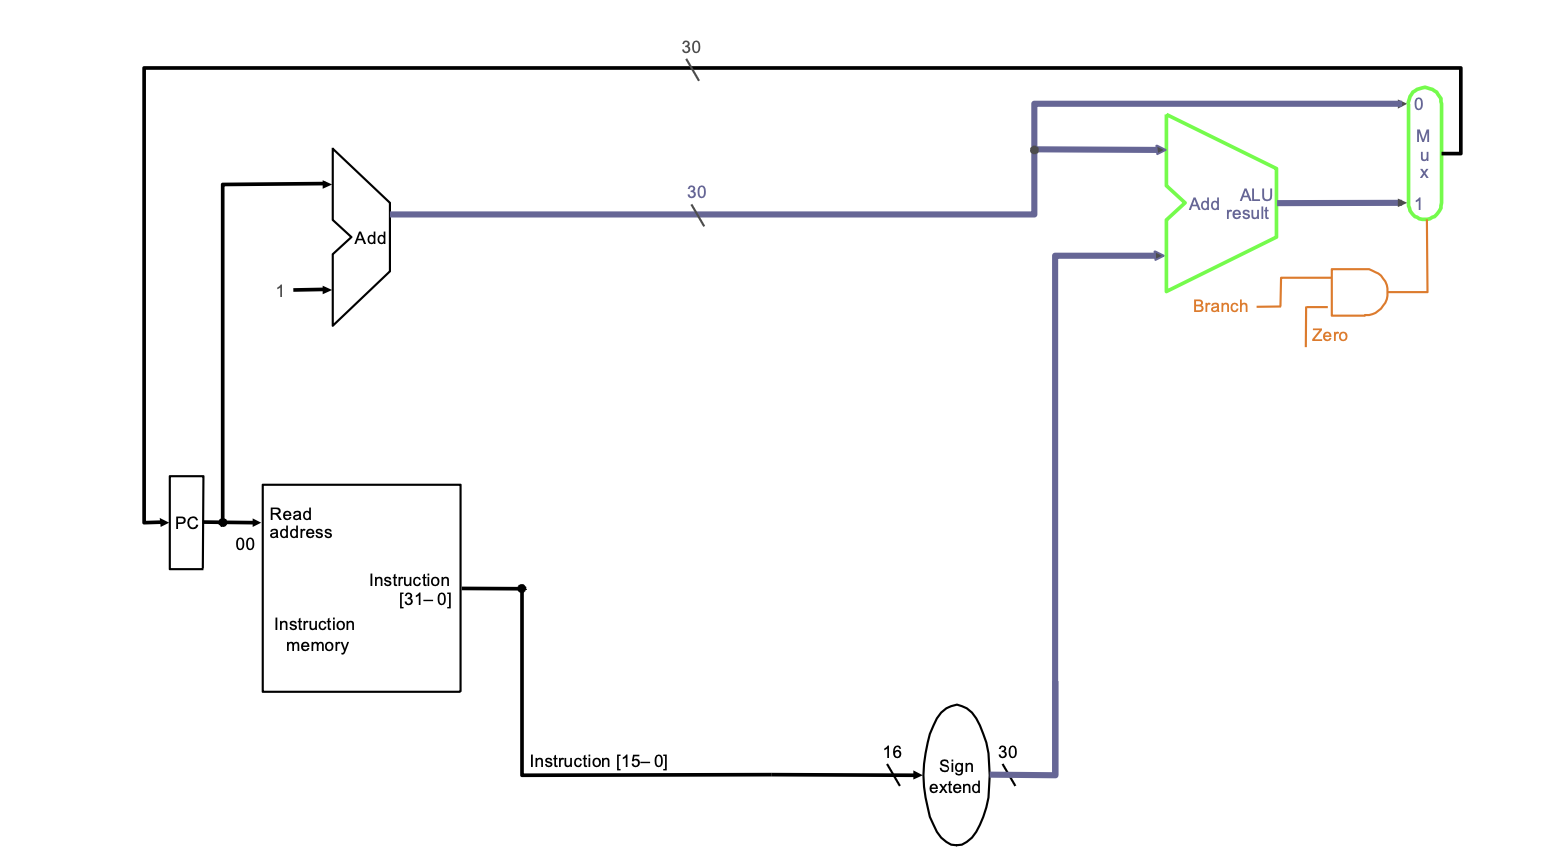 30
0
M
u
x
30
ALU
Add
result
1
Add
1
Branch
Zero
Read
PC
address
00
Instruction
[31– 0]
Instruction
memory
16
30
Instruction [15– 0]
Sign
extend